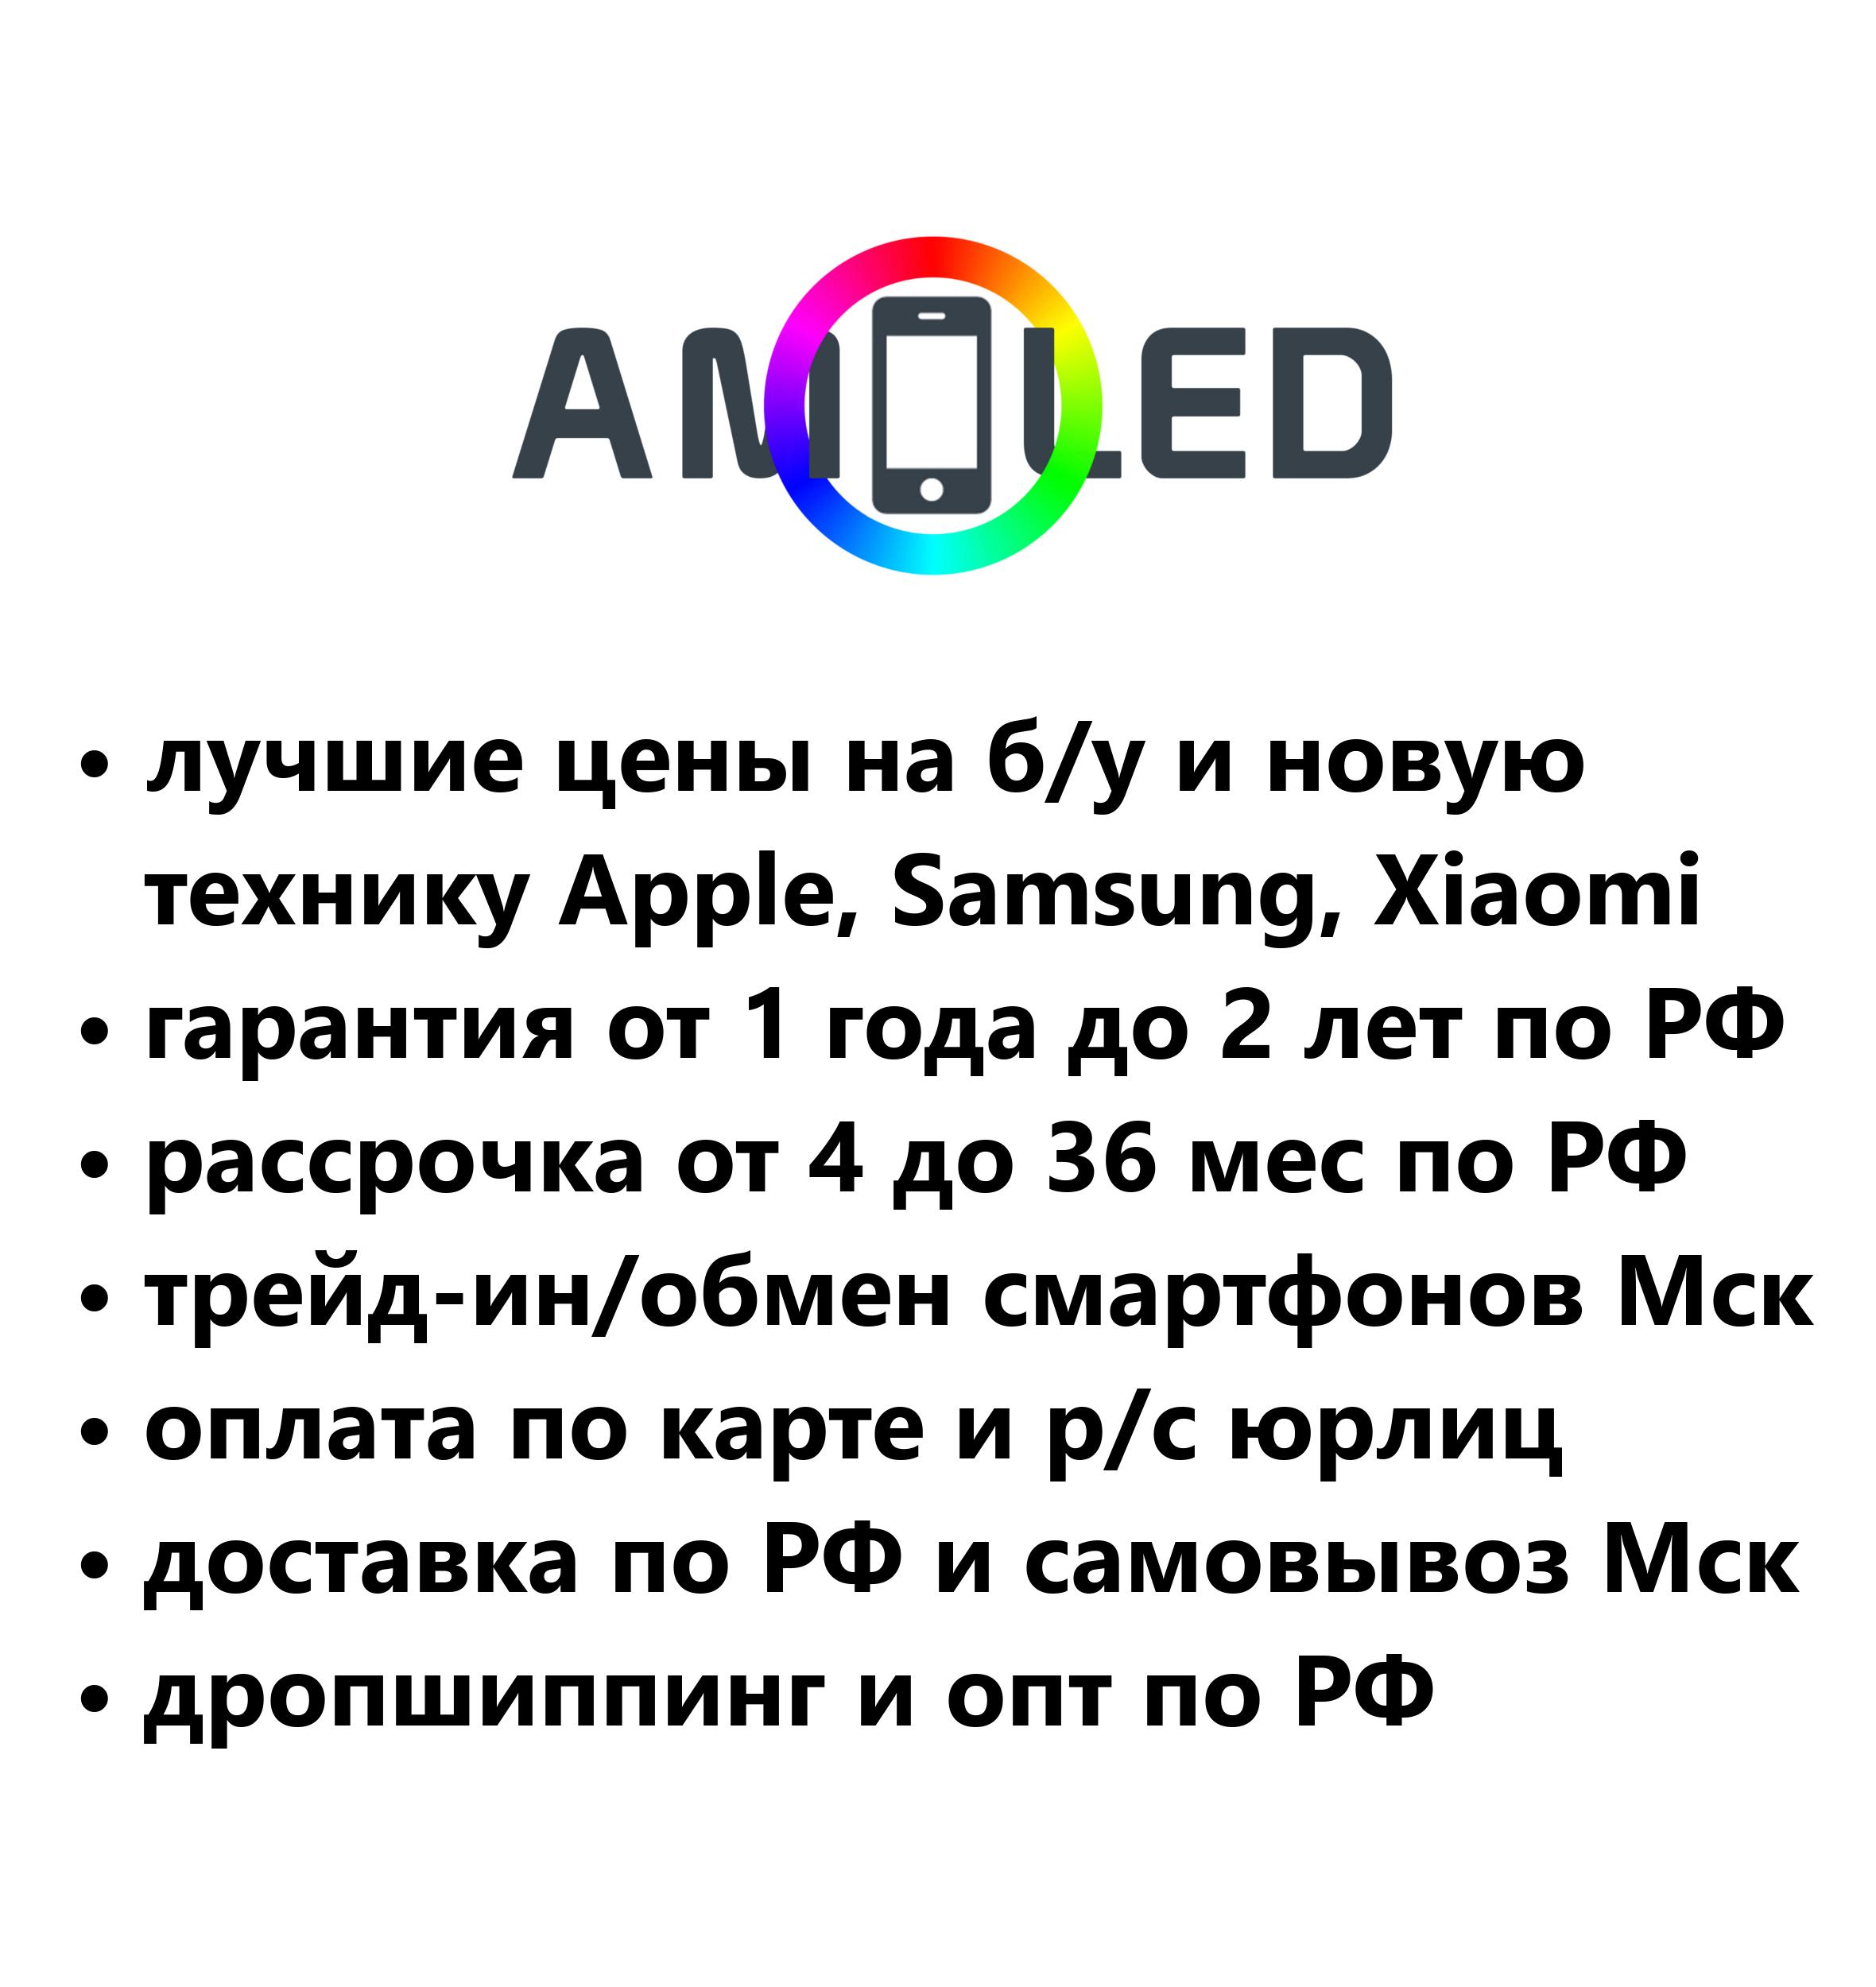 AMOLED
• лучшие цены на б/у и новую
технику Apple, Samsung, Xiaomi
• гарантия от 1 года до 2 лет по РФ
• рассрочка от 4 до 36 мес по РФ
• трейд-ин/обмен смартфонов Мск
• оплата по карте и р/с юрлиц
• доставка по РФ и самовывоз Мск
• дропшиппинг и опт по РФ